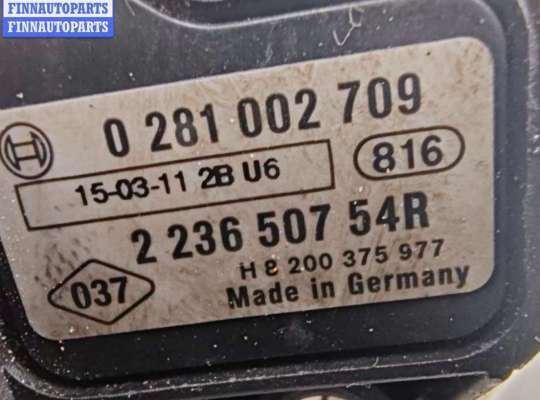 FINNAUTOPARTS
FINNAUTOPARTS
0 281 002 709
15-03-11 2B U6
816
2 236 507 54R
H 8 200 375 977
037
Made in Germany